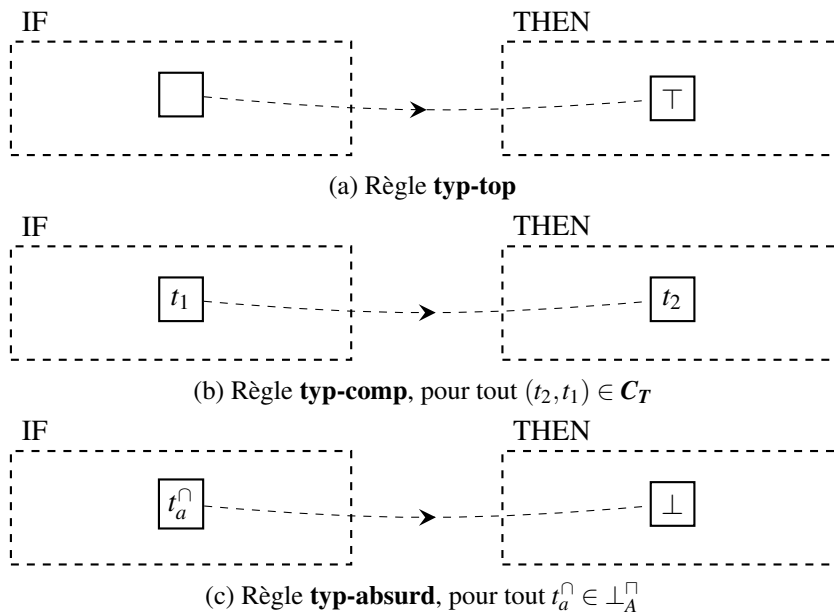 IF THEN
⊤
(a) Règle typ-top
IF THEN
t₁ t₂
(b) Règle typ-comp, pour tout (t₂,t₁) ∈ C_T
IF THEN
t_a^∩ ⊥
(c) Règle typ-absurd, pour tout t_a^∩ ∈ ⊥_A^⊓